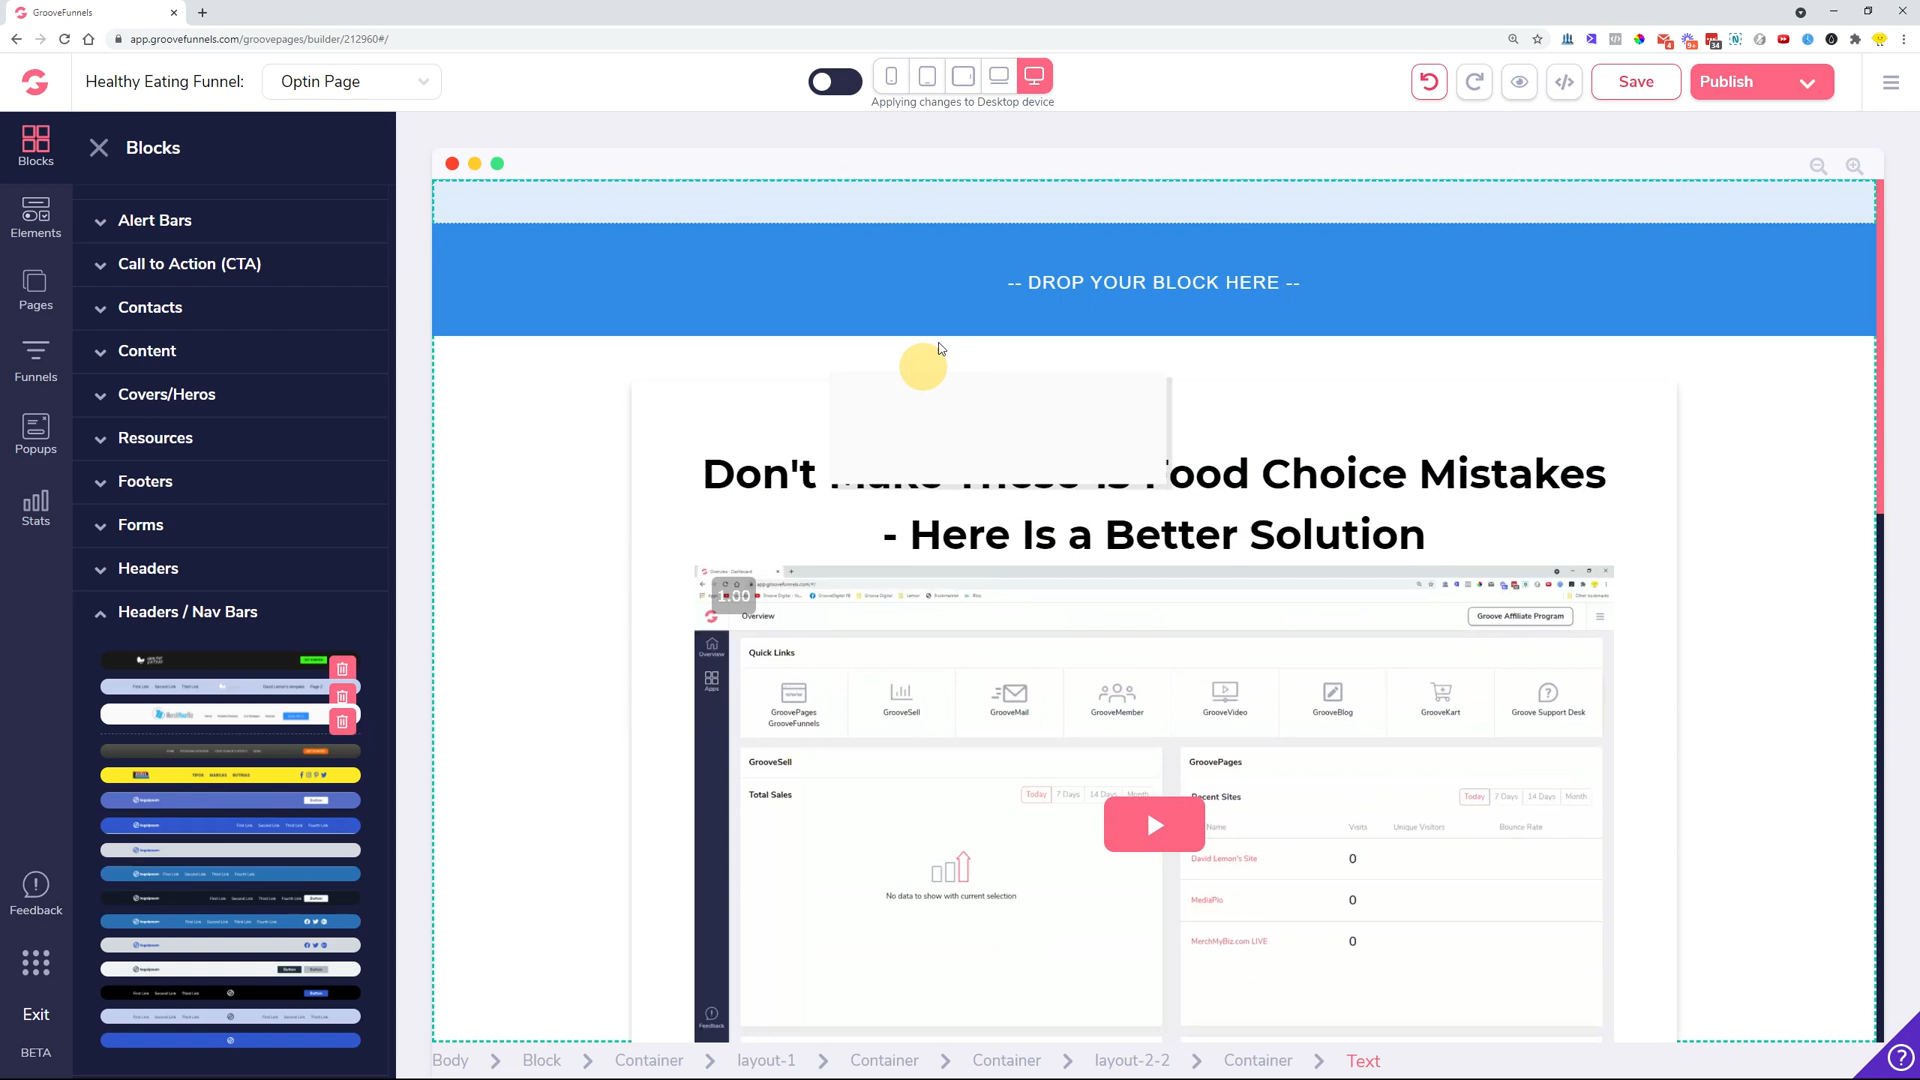 GrooveFunnels
app.groovefunnels.com/groovepages/builder/212960#/
Healthy Eating Funnel:
Optin Page
Applying changes to Desktop device
Save
Publish
Blocks
Elements
Pages
Funnels
Popups
Stats
Feedback
Exit
BETA
Blocks
Alert Bars
Call to Action (CTA)
Contacts
Content
Covers/Heros
Resources
Footers
Forms
Headers
Headers / Nav Bars
-- DROP YOUR BLOCK HERE --
Don't Food Choice Mistakes
- Here Is a Better Solution
1.00
Overview
Groove Affiliate Program
Overview
Apps
Quick Links
GroovePages
GrooveFunnels
GrooveSell
GrooveMail
GrooveMember
GrooveVideo
GrooveBlog
GrooveKart
Groove Support Desk
GrooveSell
Total Sales
Today 7 Days 14 Days Month
No data to show with current selection
GroovePages
Recent Sites
Today 7 Days 14 Days Month
Name Visits Unique Visitors Bounce Rate
David Lemon's Site 0
MediaPio 0
MerchMyBiz.com LIVE 0
Feedback
Body Block Container layout-1 Container Container layout-2-2 Container Text